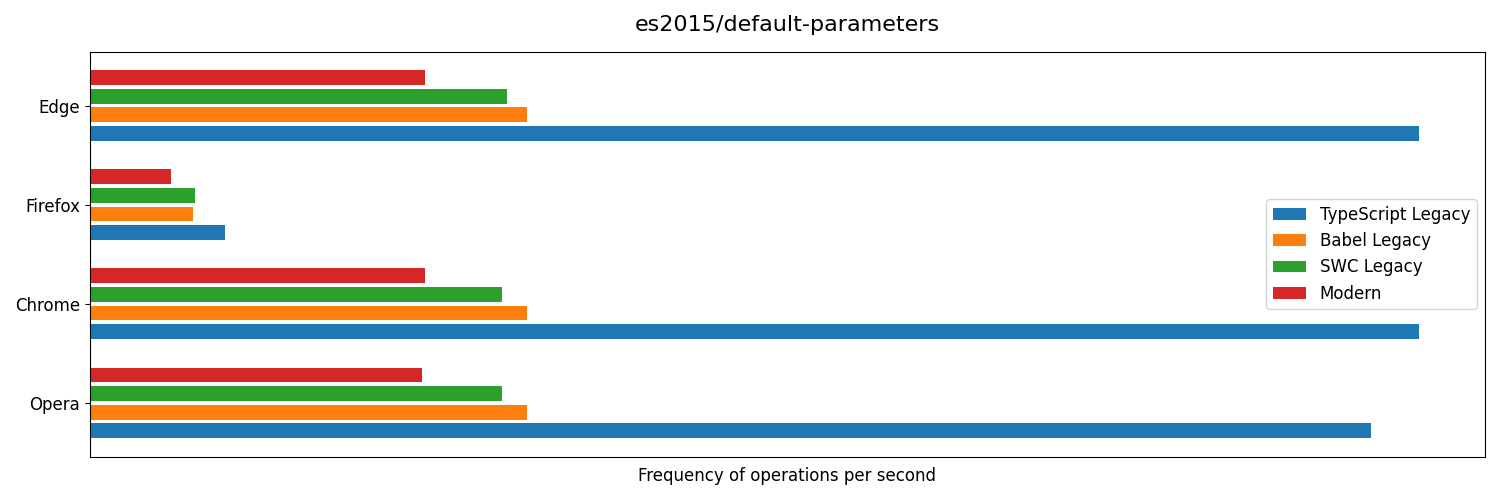 es2015/default-parameters
Edge
Firefox
Chrome
Opera
TypeScript Legacy
Babel Legacy
SWC Legacy
Modern
Frequency of operations per second